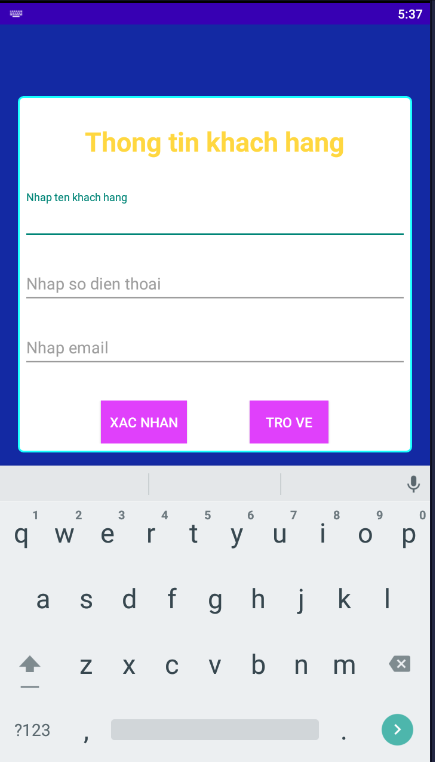 5:37
Thong tin khach hang
Nhap ten khach hang
Nhap so dien thoai
Nhap email
XAC NHAN TRO VE
1 2 3 4 5 6 7 8 9 0
q w e r t y u i o p
a s d f g h j k l
z x c v b n m
?123 , .